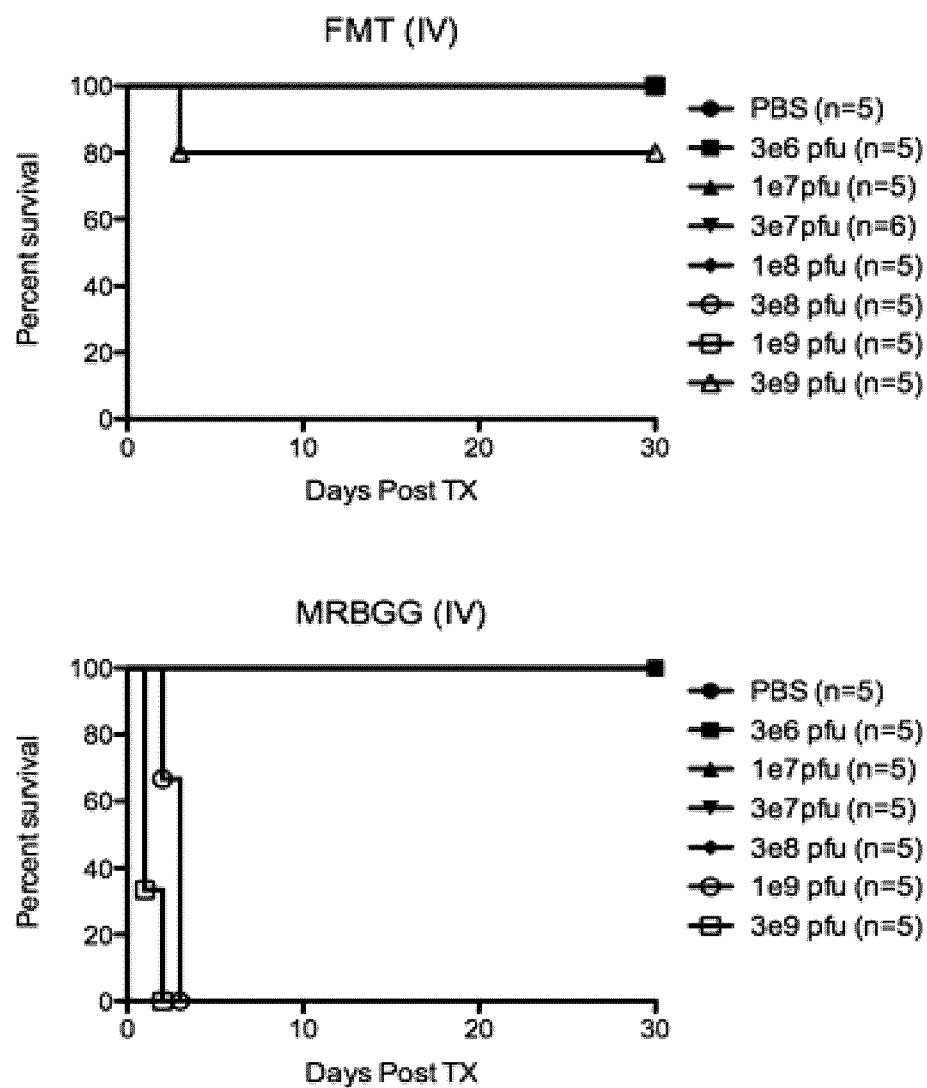 FMT (IV)
Percent survival
100
80
60
40
20
0
0 10 20 30
Days Post TX
PBS (n=5)
3e6 pfu (n=5)
1e7pfu (n=5)
3e7pfu (n=6)
1e8 pfu (n=5)
3e8 pfu (n=5)
1e9 pfu (n=5)
3e9 pfu (n=5)
MRBGG (IV)
Percent survival
100
80
60
40
20
0
0 10 20 30
Days Post TX
PBS (n=5)
3e6 pfu (n=5)
1e7pfu (n=5)
3e7pfu (n=5)
3e8 pfu (n=5)
1e9 pfu (n=5)
3e9 pfu (n=5)